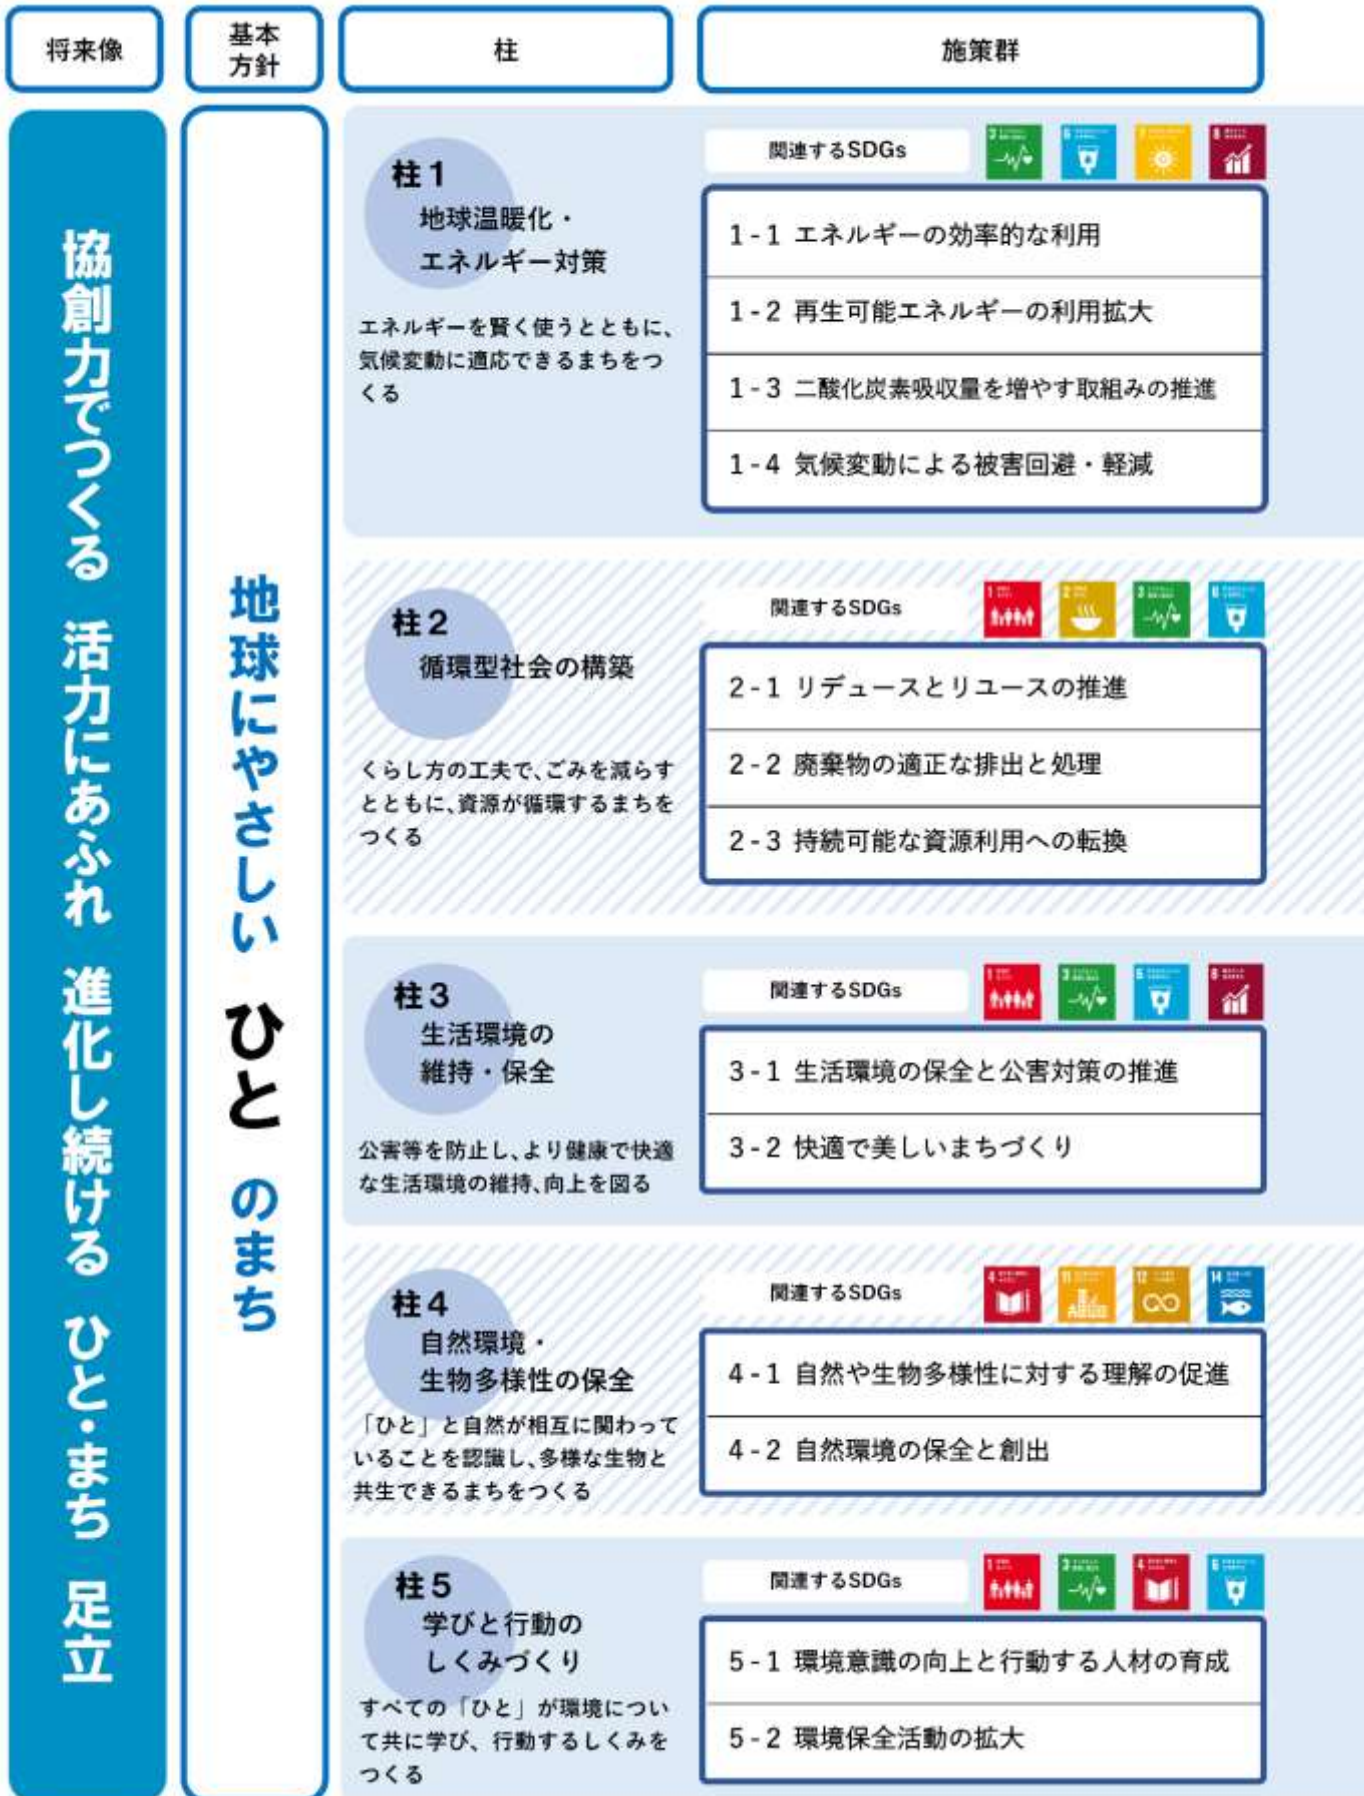 将来像
基本
方針
柱
施策群
協創力でつくる 活力にあふれ 進化し続ける ひと・まち 足立
地球にやさしい ひと のまち
柱1
地球温暖化・
エネルギー対策
エネルギーを賢く使うとともに、
気候変動に適応できるまちをつ
くる
関連するSDGs
3
6
7
8
1-1 エネルギーの効率的な利用
1-2 再生可能エネルギーの利用拡大
1-3 二酸化炭素吸収量を増やす取組みの推進
1-4 気候変動による被害回避・軽減
柱2
循環型社会の構築
くらし方の工夫で、ごみを減らす
とともに、資源が循環するまちを
つくる
関連するSDGs
1
2
3
6
2-1 リデュースとリユースの推進
2-2 廃棄物の適正な排出と処理
2-3 持続可能な資源利用への転換
柱3
生活環境の
維持・保全
公害等を防止し、より健康で快適
な生活環境の維持、向上を図る
関連するSDGs
1
3
6
8
3-1 生活環境の保全と公害対策の推進
3-2 快適で美しいまちづくり
柱4
自然環境・
生物多様性の保全
「ひと」と自然が相互に関わって
いることを認識し、多様な生物と
共生できるまちをつくる
関連するSDGs
4
11
12
14
4-1 自然や生物多様性に対する理解の促進
4-2 自然環境の保全と創出
柱5
学びと行動の
しくみづくり
すべての「ひと」が環境につい
て共に学び、行動するしくみを
つくる
関連するSDGs
1
3
4
6
5-1 環境意識の向上と行動する人材の育成
5-2 環境保全活動の拡大